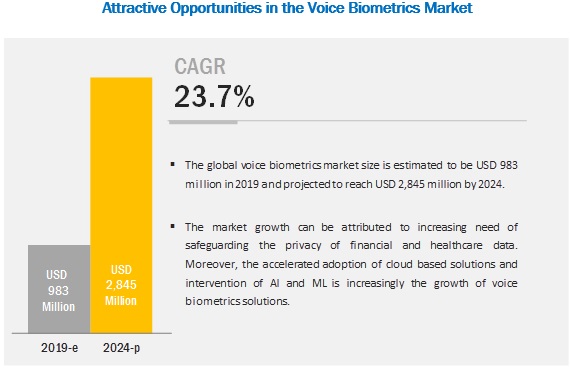 Attractive Opportunities in the Voice Biometrics Market
CAGR
23.7%
▪ The global voice biometrics market size is estimated to be USD 983
million in 2019 and projected to reach USD 2,845 million by 2024.
▪ The market growth can be attributed to increasing need of
safeguarding the privacy of financial and healthcare data.
Moreover, the accelerated adoption of cloud based solutions and
intervention of AI and ML is increasingly the growth of voice
biometrics solutions.
USD
983
Million
USD
2,845
Million
2019-e
2024-p